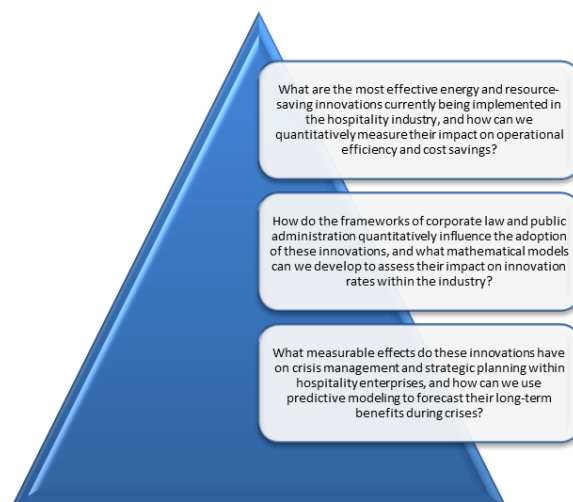 What are the most effective energy and resource-
saving innovations currently being implemented in
the hospitality industry, and how can we
quantitatively measure their impact on operational
efficiency and cost savings?
How do the frameworks of corporate law and public
administration quantitatively influence the adoption
of these innovations, and what mathematical models
can we develop to assess their impact on innovation
rates within the industry?
What measurable effects do these innovations have
on crisis management and strategic planning within
hospitality enterprises, and how can we use
predictive modeling to forecast their long-term
benefits during crises?